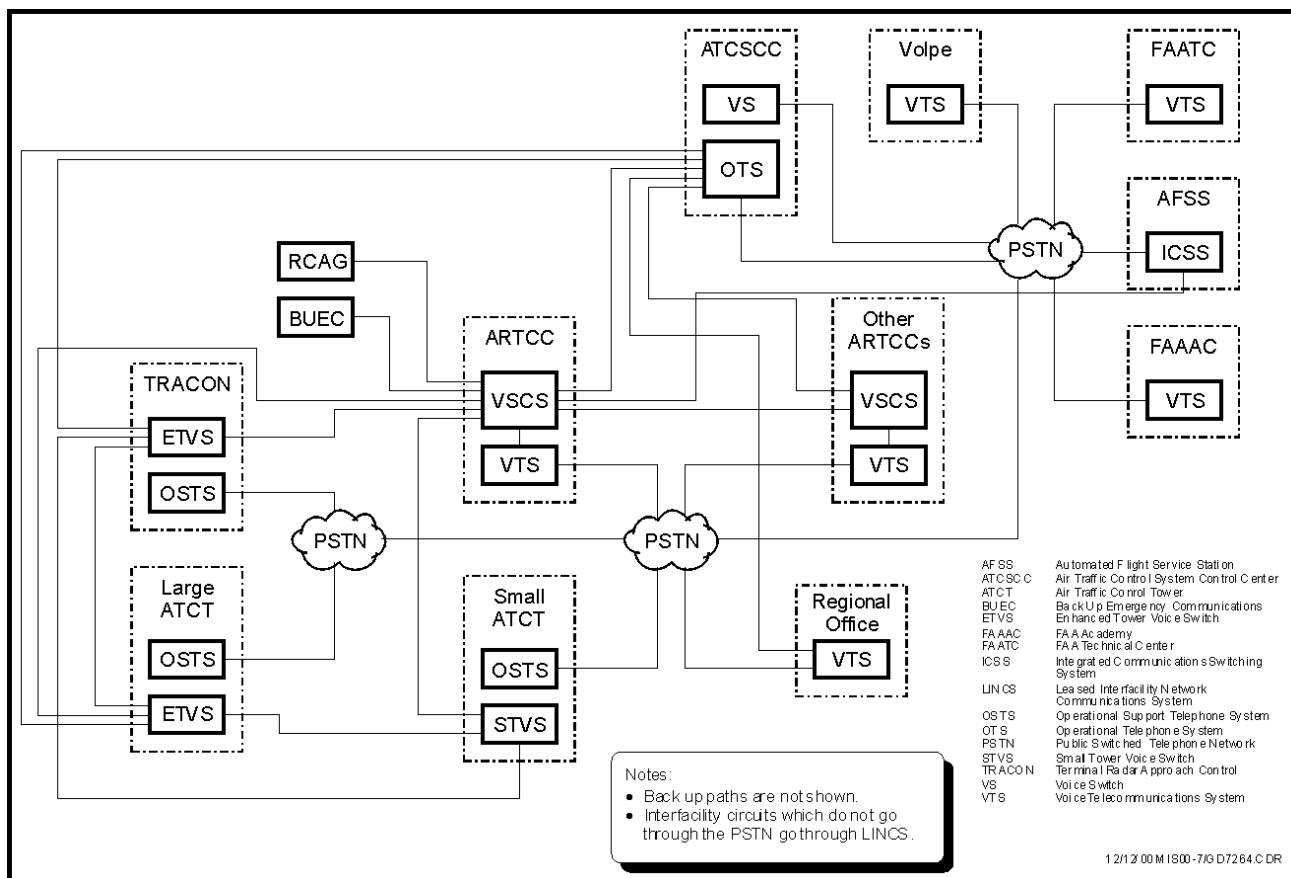 ATCSCC
VS
OTS
Volpe
VTS
FAATC
VTS
AFSS
ICSS
PSTN
FAAAC
VTS
RCAG
BUEC
ARTCC
VSCS
VTS
Other
ARTCCs
VSCS
VTS
TRACON
ETVS
OSTS
PSTN
PSTN
Large
ATCT
OSTS
ETVS
Small
ATCT
OSTS
STVS
Regional
Office
VTS
AFSS Automated Flight Service Station
ATCSCC Air Traffic Control System Control Center
ATCT Air Traffic Conrol Tower
BUEC Back Up Emergency Communications
ETVS Enhanced Tower Voice Switch
FAAAC FAA Academy
FAATC FAA Technical Center
ICSS Integrated Communications Switching
System
LINCS Leased Interfacility Network
Communications System
OSTS Operational Support Telephone System
OTS Operational Telephone System
PSTN Public Switched Telephone Network
STVS Small Tower Voice Switch
TRACON Terminal Radar Approach Control
VS Voice Switch
VTS Voice Telecommunications System
Notes:
• Back up paths are not shown.
• Interfacility circuits which do not go
through the PSTN go through LINCS.
12/12/00 MIS00-7/GD7264.CDR